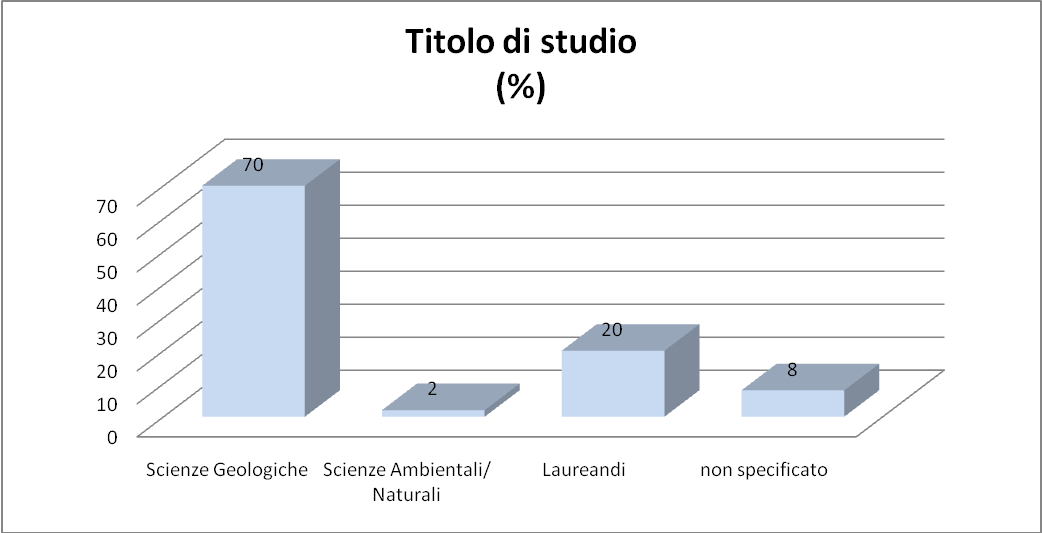 Titolo di studio
(%)
70
2
20
8
70
60
50
40
30
20
10
0
Scienze Geologiche
Scienze Ambientali/
Naturali
Laureandi
non specificato